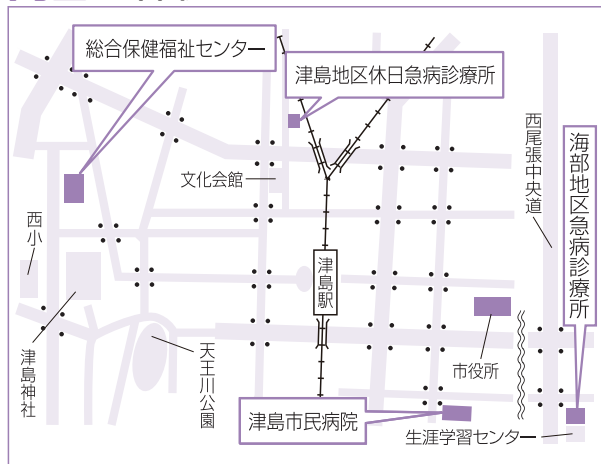 総合保健福祉センター
津島地区休日急病診療所
西尾張中央道
海部地区急病診療所
文化会館
西小
津島駅
津島神社
天王川公園
市役所
津島市民病院
生涯学習センター